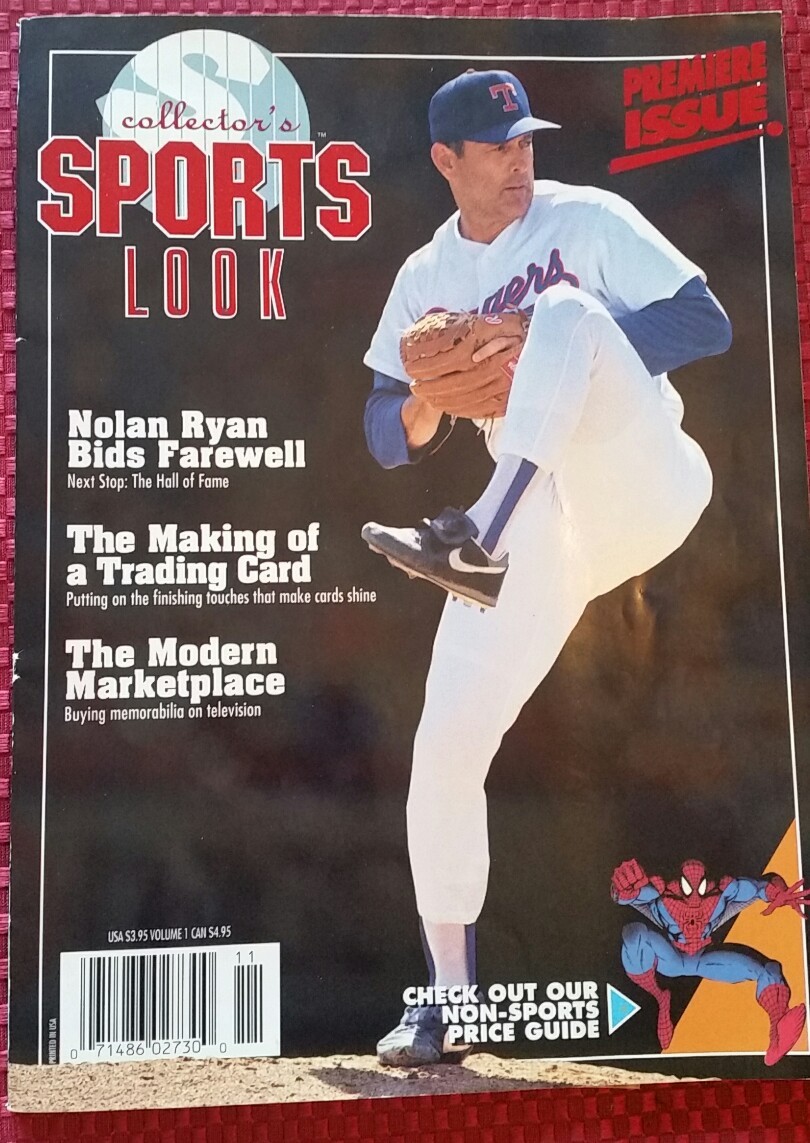 collector's
SPORTS™
LOOK
PREMIERE
ISSUE
T
Rangers
Nolan Ryan
Bids Farewell
Next Stop: The Hall of Fame
The Making of
a Trading Card
Putting on the finishing touches that make cards shine
The Modern
Marketplace
Buying memorabilia on television
USA $3.95 VOLUME 1 CAN $4.95
11
0 71486 02730 0
PRINTED IN USA
CHECK OUT OUR
NON-SPORTS
PRICE GUIDE